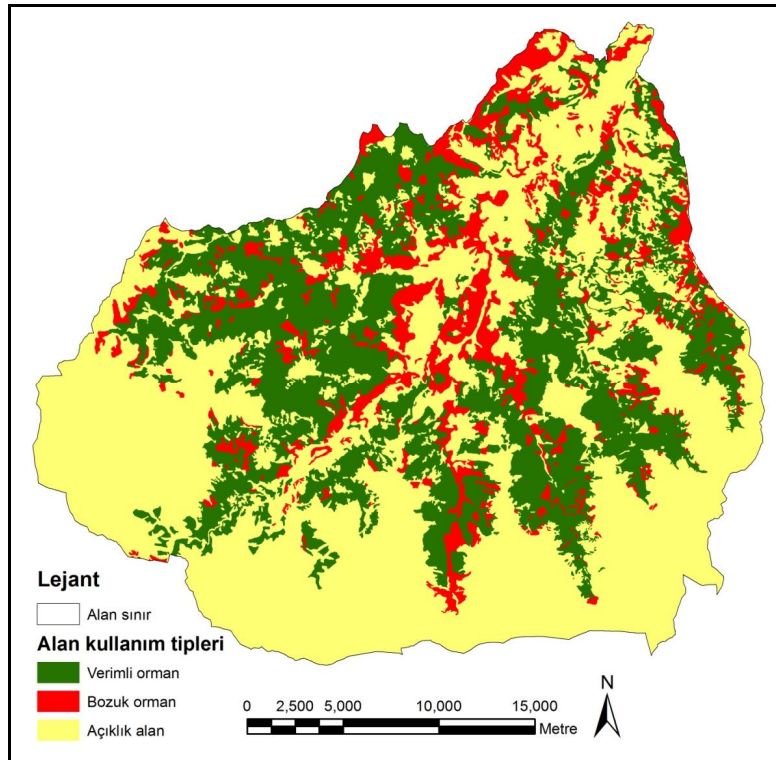 Lejant
Alan sınır
Alan kullanım tipleri
Verimli orman
Bozuk orman
Açıklık alan
0 2,500 5,000 10,000 15,000
Metre
N